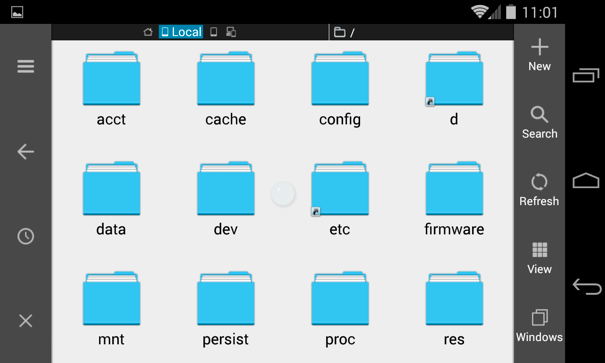 11:01
Local
/
New
acct cache config d
Search
Refresh
data dev etc firmware
View
Windows
mnt persist proc res